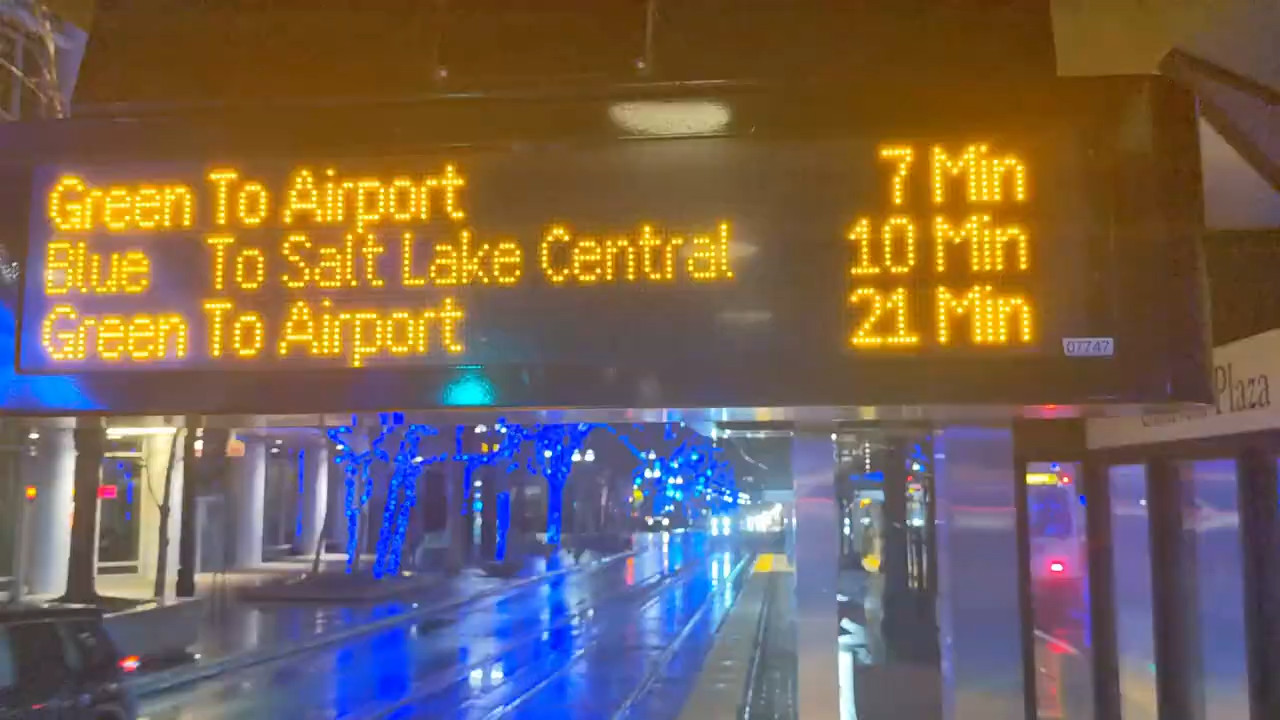 Green To Airport 7 Min
Blue To Salt Lake Central 10 Min
Green To Airport 21 Min
07747
Plaza